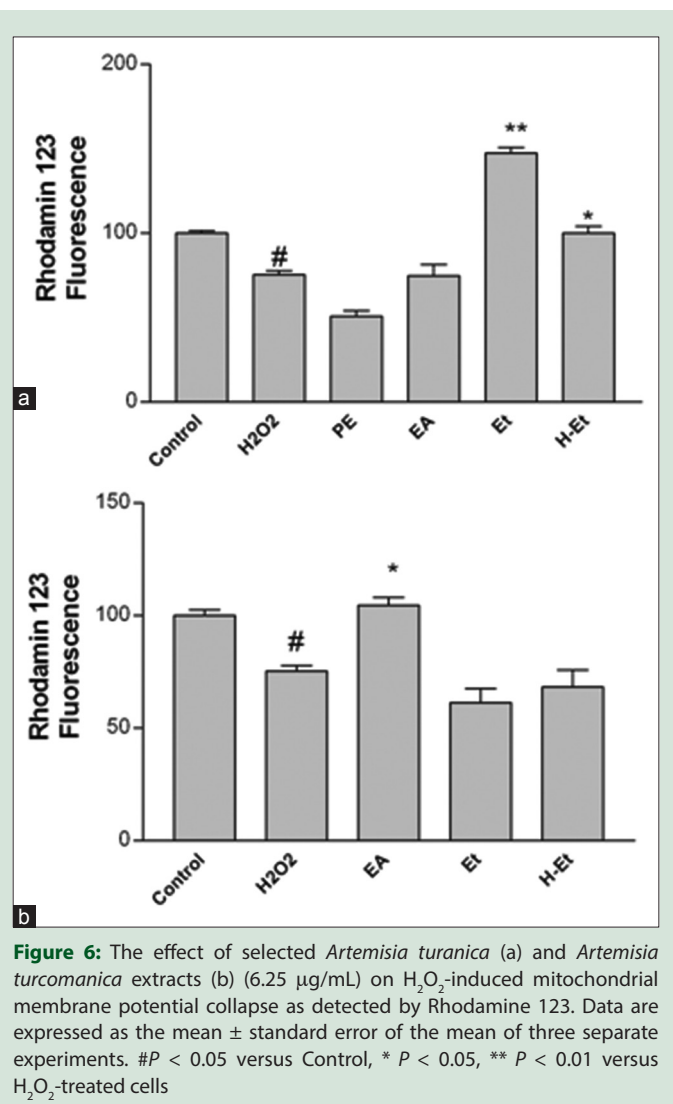 200
Rhodamin 123
Fluorescence
100
0
**
*
#
a
Control
H2O2
PE
EA
Et
H-Et
150
Rhodamin 123
Fluorescence
100
50
0
*
#
b
Control
H2O2
EA
Et
H-Et
Figure 6: The effect of selected Artemisia turanica (a) and Artemisia
turcomanica extracts (b) (6.25 μg/mL) on H₂O₂-induced mitochondrial
membrane potential collapse as detected by Rhodamine 123. Data are
expressed as the mean ± standard error of the mean of three separate
experiments. #P < 0.05 versus Control, * P < 0.05, ** P < 0.01 versus
H₂O₂-treated cells